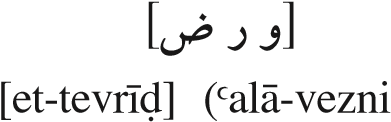 [و ر ض]
[et-tevrīḍ] (ʿalā-vezni